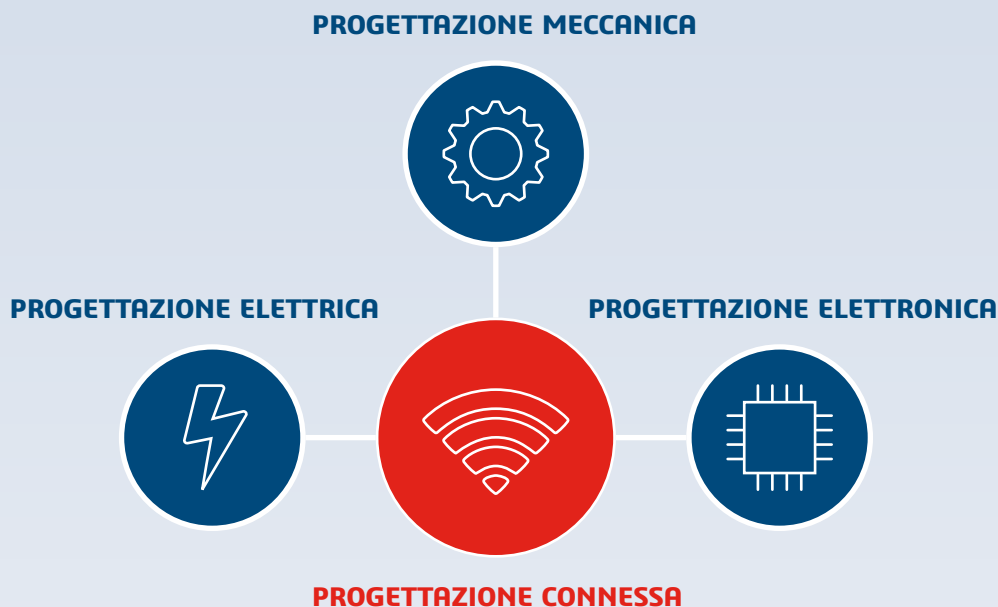 PROGETTAZIONE MECCANICA
PROGETTAZIONE ELETTRICA
PROGETTAZIONE ELETTRONICA
PROGETTAZIONE CONNESSA